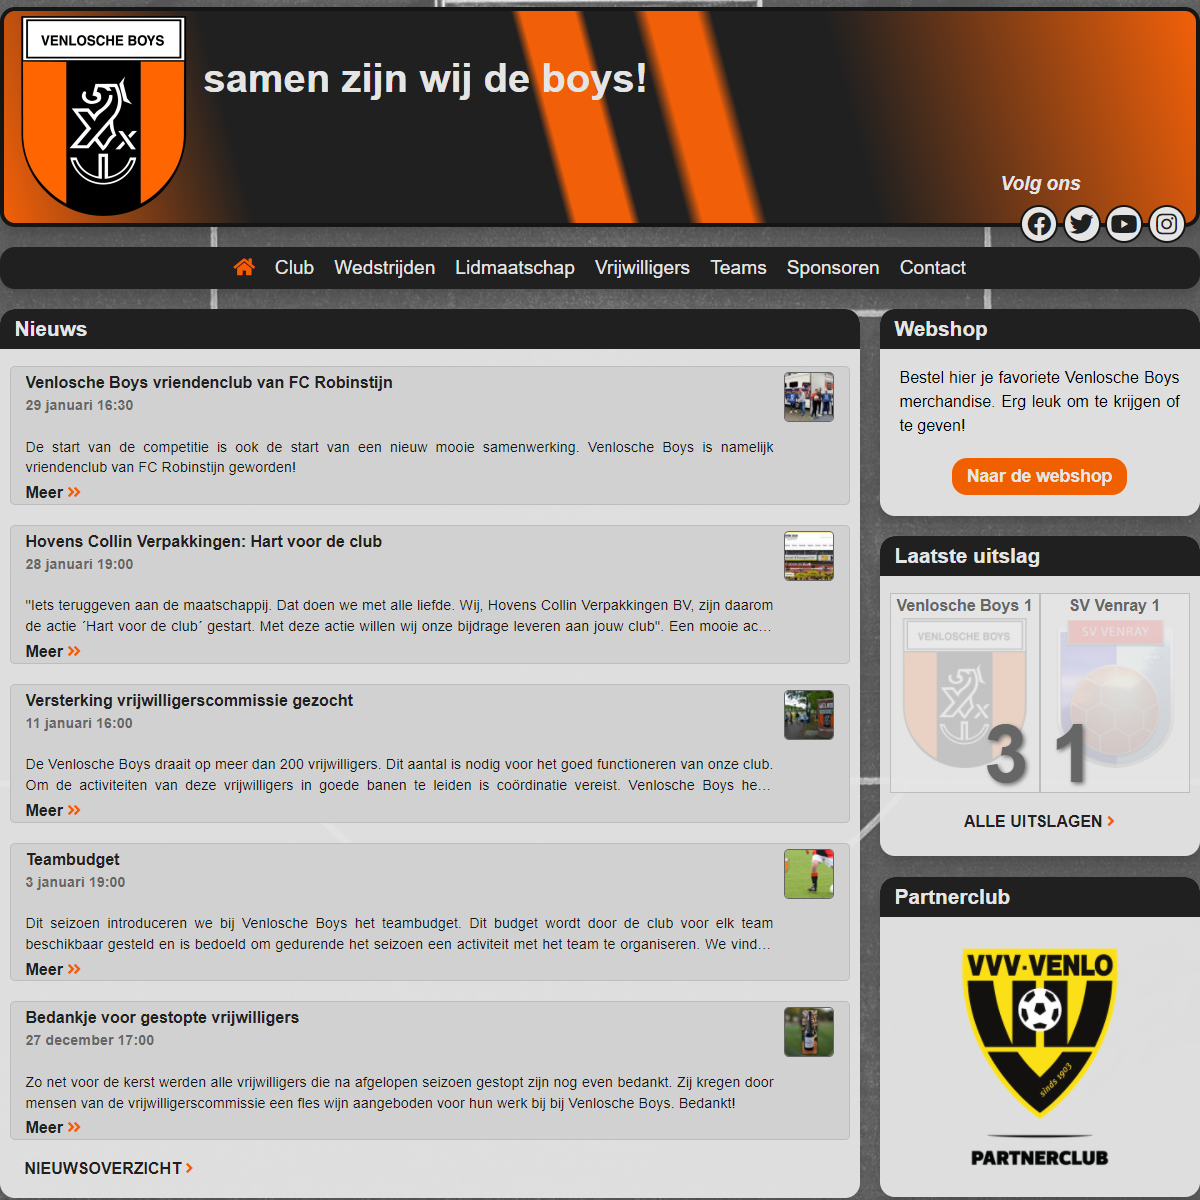 VENLOSCHE BOYS
samen zijn wij de boys!
Volg ons
Club Wedstrijden Lidmaatschap Vrijwilligers Teams Sponsoren Contact
Nieuws
Venlosche Boys vriendenclub van FC Robinstijn
29 januari 16:30
De start van de competitie is ook de start van een nieuw mooie samenwerking. Venlosche Boys is namelijk
vriendenclub van FC Robinstijn geworden!
Meer
Hovens Collin Verpakkingen: Hart voor de club
28 januari 19:00
"Iets teruggeven aan de maatschappij. Dat doen we met alle liefde. Wij, Hovens Collin Verpakkingen BV, zijn daarom
de actie ´Hart voor de club´ gestart. Met deze actie willen wij onze bijdrage leveren aan jouw club". Een mooie ac…
Meer
Versterking vrijwilligerscommissie gezocht
11 januari 16:00
De Venlosche Boys draait op meer dan 200 vrijwilligers. Dit aantal is nodig voor het goed functioneren van onze club.
Om de activiteiten van deze vrijwilligers in goede banen te leiden is coördinatie vereist. Venlosche Boys he…
Meer
Teambudget
3 januari 19:00
Dit seizoen introduceren we bij Venlosche Boys het teambudget. Dit budget wordt door de club voor elk team
beschikbaar gesteld en is bedoeld om gedurende het seizoen een activiteit met het team te organiseren. We vind…
Meer
Bedankje voor gestopte vrijwilligers
27 december 17:00
Zo net voor de kerst werden alle vrijwilligers die na afgelopen seizoen gestopt zijn nog even bedankt. Zij kregen door
mensen van de vrijwilligerscommissie een fles wijn aangeboden voor hun werk bij bij Venlosche Boys. Bedankt!
Meer
NIEUWSOVERZICHT
Webshop
Bestel hier je favoriete Venlosche Boys
merchandise. Erg leuk om te krijgen of
te geven!
Naar de webshop
Laatste uitslag
Venlosche Boys 1
VENLOSCHE BOYS
3
SV Venray 1
SV VENRAY
1
ALLE UITSLAGEN
Partnerclub
VVV-VENLO
sinds 1903
PARTNERCLUB